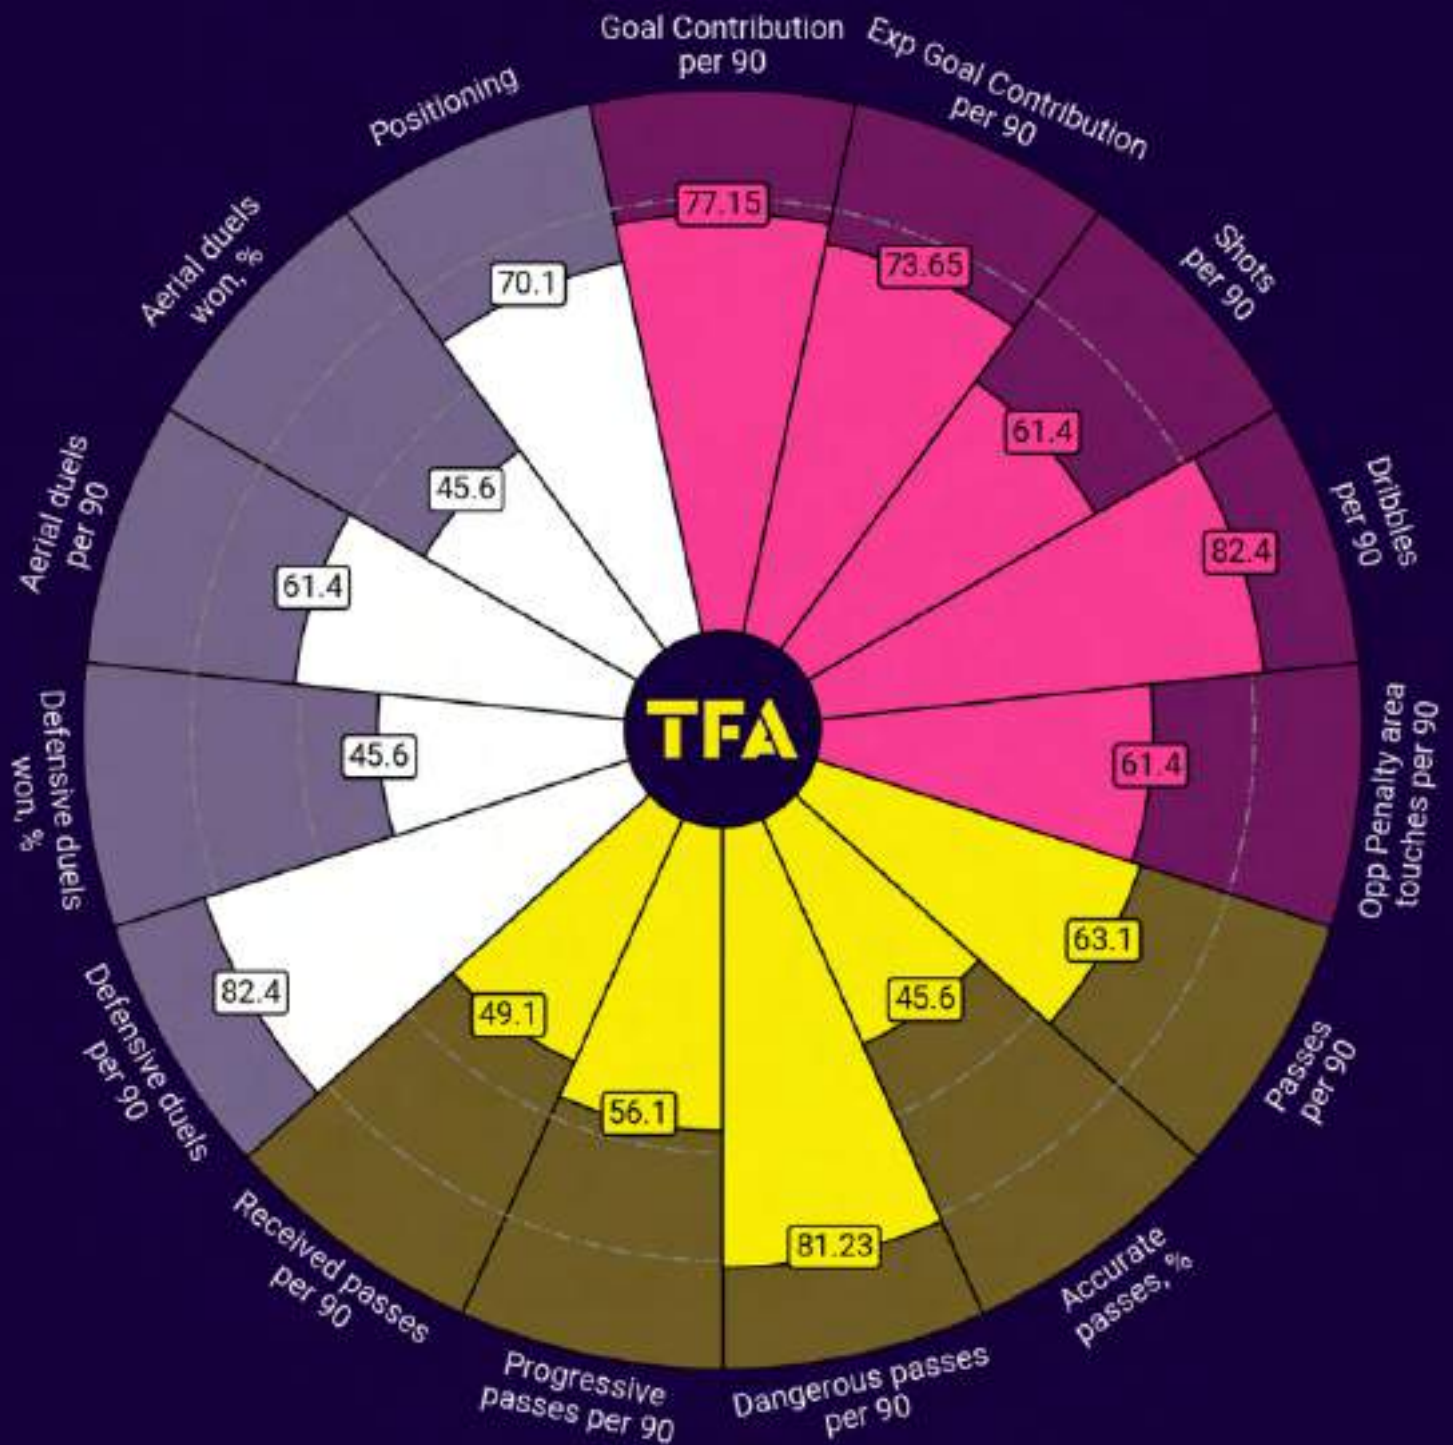 Goal Contribution
per 90
77.15
Exp Goal Contribution
per 90
73.65
Shots
per 90
61.4
Dribbles
per 90
82.4
Opp Penalty area
touches per 90
61.4
Passes
per 90
63.1
Accurate
passes, %
45.6
Dangerous passes
per 90
81.23
Progressive
passes per 90
56.1
Received passes
per 90
49.1
Defensive duels
per 90
82.4
Defensive duels
won, %
45.6
Aerial duels
per 90
61.4
Aerial duels
won, %
45.6
Positioning
70.1
TFA